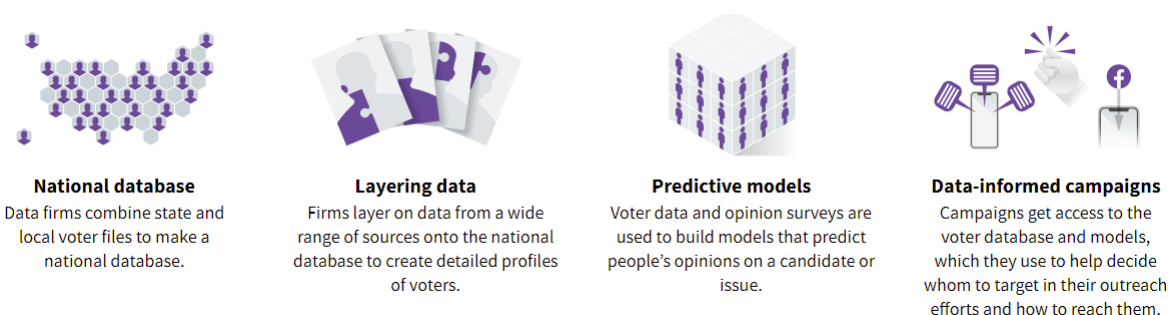 National database
Data firms combine state and
local voter files to make a
national database.
Layering data
Firms layer on data from a wide
range of sources onto the national
database to create detailed profiles
of voters.
Predictive models
Voter data and opinion surveys are
used to build models that predict
people's opinions on a candidate or
issue.
Data-informed campaigns
Campaigns get access to the
voter database and models,
which they use to help decide
whom to target in their outreach
efforts and how to reach them.